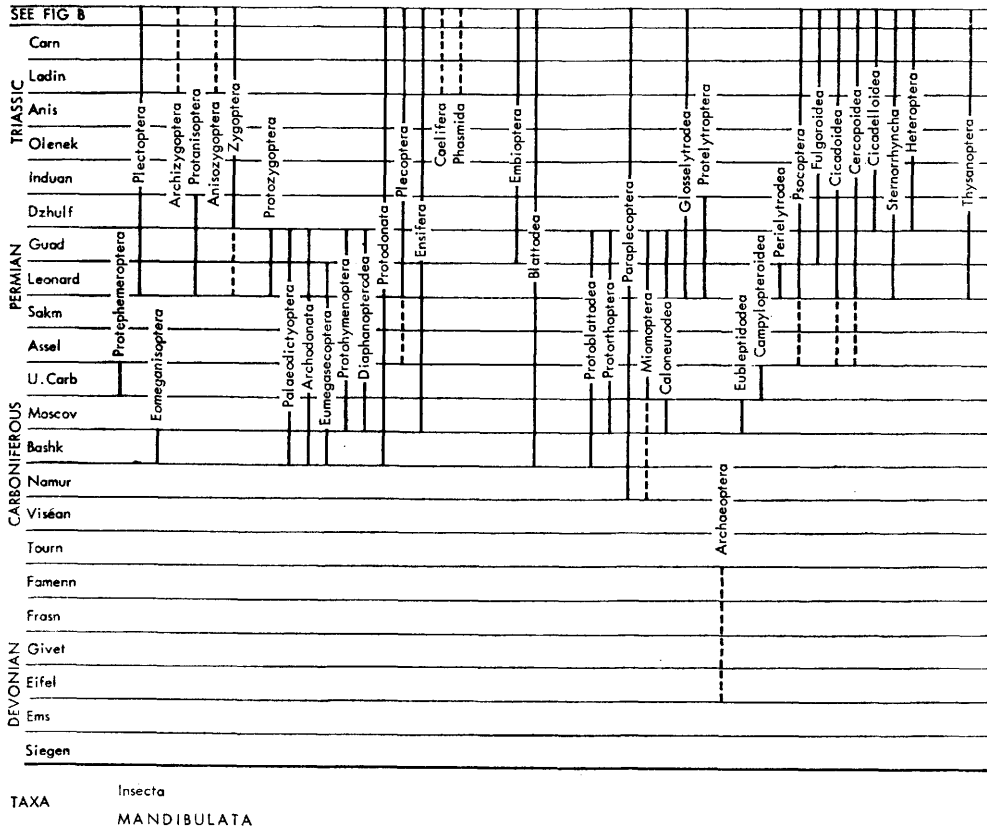 SEE FIG B
TRIASSIC
Carn
Ladin
Anis
Olenek
Induan
PERMIAN
Dzhulf
Guad
Leonard
Sakm
Assel
CARBONIFEROUS
U. Carb
Moscov
Bashk
Namur
Viséan
Tourn
DEVONIAN
Famenn
Frasn
Givet
Eifel
Ems
Siegen
Protephemeroptera
Plectoptera
Eomeganisoptera
Archizygoptera
Protanisoptera
Anisozygoptera
Zygoptera
Protozygoptera
Palaeodictyoptera
Archodonata
Eumegasecoptera
Protohymenoptera
Diaphanopterodea
Protodonata
Plecoptera
Ensifera
Caelifera
Phasmida
Embioptera
Blattodea
Protoblattodea
Protorthoptera
Paraplecoptera
Miomoptera
Caloneurodea
Glosselytrodea
Protelytroptera
Archaeoptera
Eubleptidodea
Campylopteroidea
Perielytrodea
Psocoptera
Fulgoroidea
Cicadoidea
Cercopoidea
Cicadelloidea
Sternorrhyncha
Heteroptera
Thysanoptera
TAXA
Insecta
MANDIBULATA